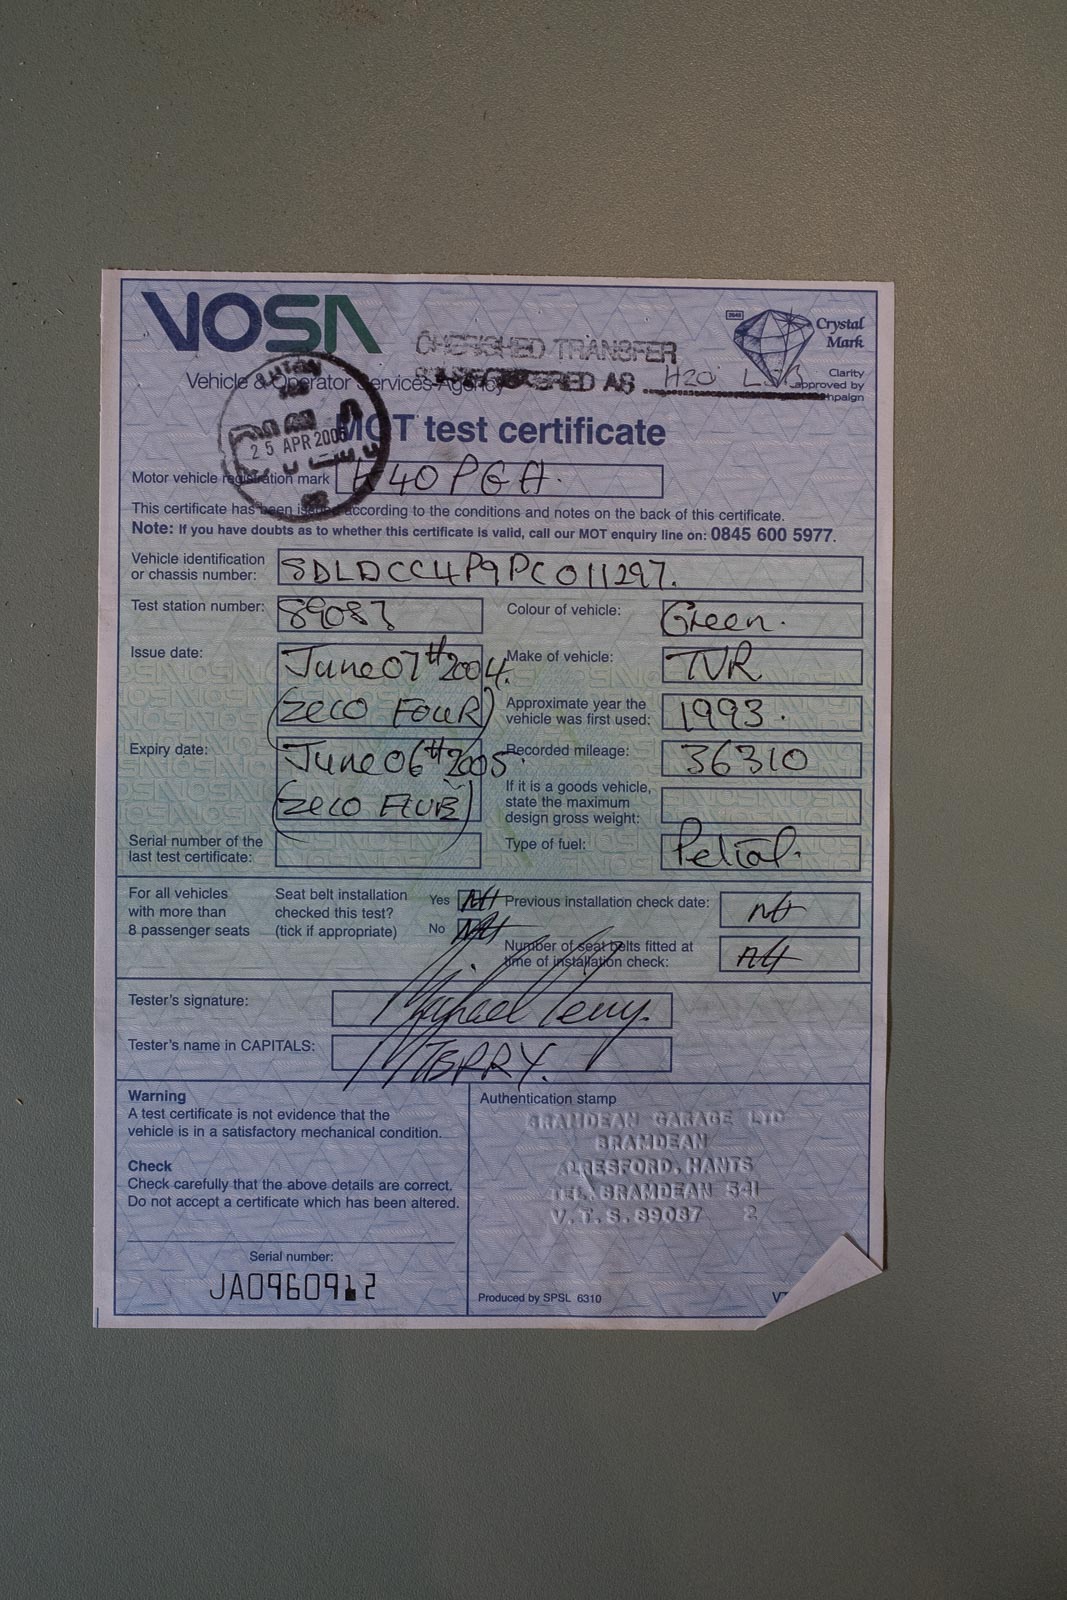 VOSA
Vehicle & Operator Services Agency
CHERISHED TRANSFER
REGISTERED AS H20 LSB
Crystal
Mark
Clarity
approved by
25 APR 2005
MOT test certificate
Motor vehicle registration mark
K40 PGH.
This certificate has been issued according to the conditions and notes on the back of this certificate.
Note: If you have doubts as to whether this certificate is valid, call our MOT enquiry line on: 0845 600 5977.
Vehicle identification
or chassis number: SDLDCC4P9PC011297.
Test station number: 89087
Colour of vehicle: Green.
Issue date: June 07th 2004.
(ZERO FOUR)
Make of vehicle: TVR
Approximate year the
vehicle was first used: 1993.
Expiry date: June 06th 2005.
(ZERO FIVE)
Recorded mileage: 36310
If it is a goods vehicle,
state the maximum
design gross weight:
Serial number of the
last test certificate:
Type of fuel: Petrol.
For all vehicles
with more than
8 passenger seats
Seat belt installation
checked this test?
(tick if appropriate)
Yes
No
Previous installation check date:
Number of seat belts fitted at
time of installation check:
Tester's signature: Michael Terry.
Tester's name in CAPITALS: M TERRY.
Warning
A test certificate is not evidence that the
vehicle is in a satisfactory mechanical condition.
Check
Check carefully that the above details are correct.
Do not accept a certificate which has been altered.
Serial number:
JA0960912
Authentication stamp
BRAMDEAN GARAGE LTD
BRAMDEAN
ALRESFORD, HANTS
TEL. BRAMDEAN 541
V.T.S. 89087 2
Produced by SPSL 6310